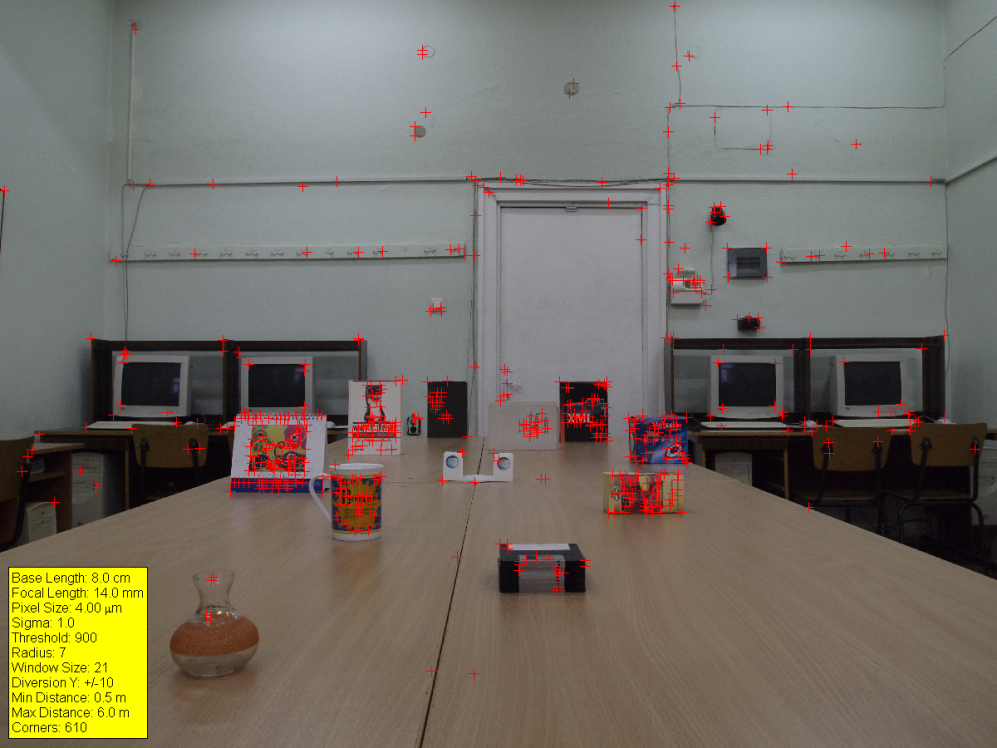 XML
Base Length: 8.0 cm
Focal Length: 14.0 mm
Pixel Size: 4.00 μm
Sigma: 1.0
Threshold: 900
Radius: 7
Window Size: 21
Diversion Y: +/-10
Min Distance: 0.5 m
Max Distance: 6.0 m
Corners: 610